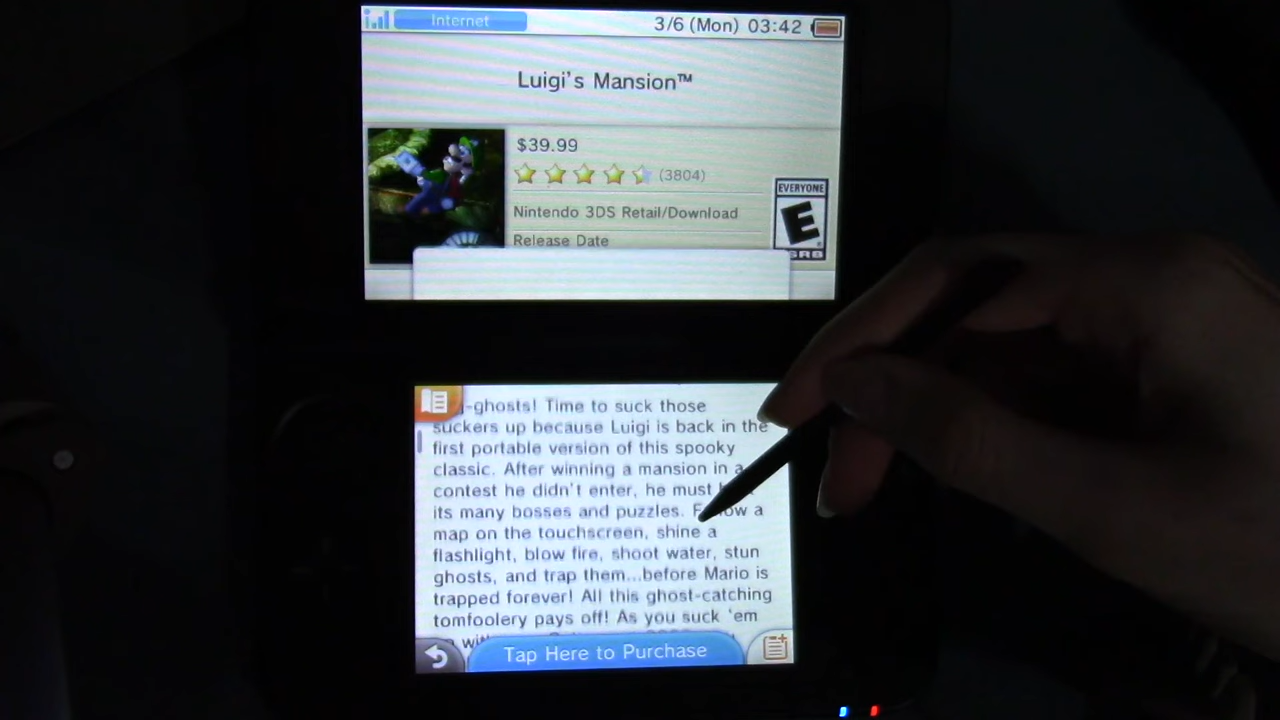 Internet
3/6 (Mon) 03:42
Luigi's Mansion™
$39.99
(3804)
Nintendo 3DS Retail/Download
Release Date
EVERYONE
E
-ghosts! Time to suck those
suckers up because Luigi is back in the
first portable version of this spooky
classic. After winning a mansion in a
contest he didn't enter, he must
its many bosses and puzzles. Follow a
map on the touchscreen, shine a
flashlight, blow fire, shoot water, stun
ghosts, and trap them...before Mario is
trapped forever! All this ghost-catching
tomfoolery pays off! As you suck 'em
Tap Here to Purchase